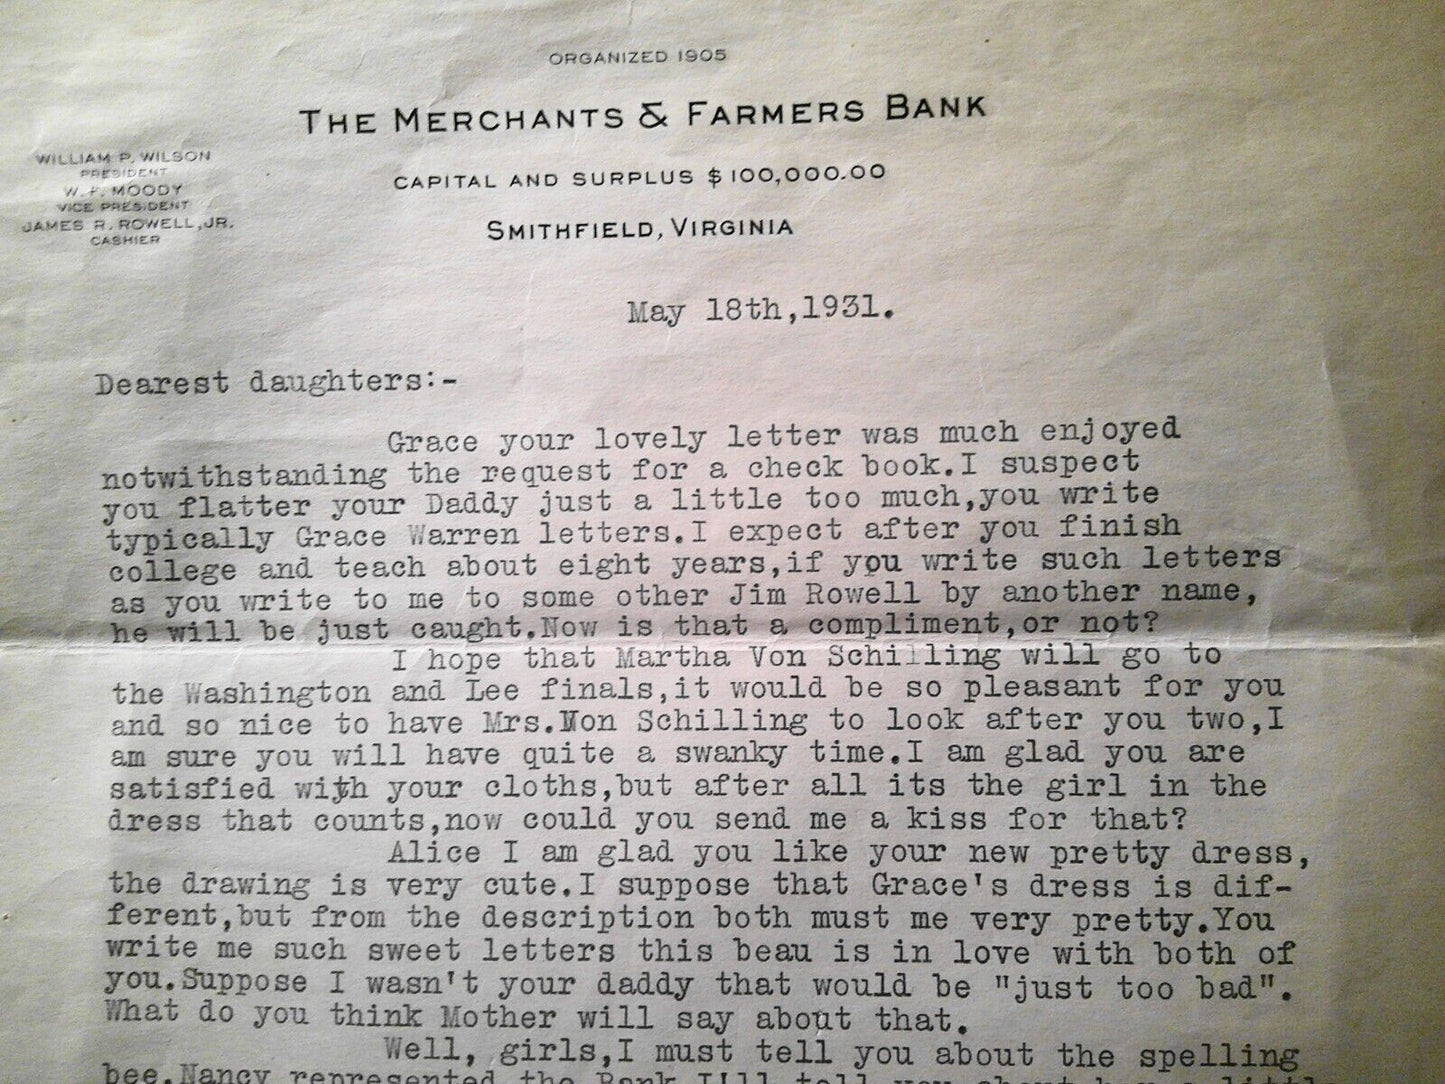 ORGANIZED 1905
THE MERCHANTS & FARMERS BANK
WILLIAM P. WILSON
PRESIDENT
W. F. MOODY
VICE PRESIDENT
JAMES R. ROWELL, JR.
CASHIER
CAPITAL AND SURPLUS $100,000.00
SMITHFIELD, VIRGINIA
May 18th,1931.
Dearest daughters:-
Grace your lovely letter was much enjoyed
notwithstanding the request for a check book.I suspect
you flatter your Daddy just a little too much,you write
typically Grace Warren letters.I expect after you finish
college and teach about eight years,if you write such letters
as you write to me to some other Jim Rowell by another name,
he will be just caught.Now is that a compliment,or not?
I hope that Martha Von Schilling will go to
the Washington and Lee finals,it would be so pleasant for you
and so nice to have Mrs.Von Schilling to look after you two,I
am sure you will have quite a swanky time.I am glad you are
satisfied with your cloths,but after all its the girl in the
dress that counts,now could you send me a kiss for that?
Alice I am glad you like your new pretty dress,
the drawing is very cute.I suppose that Grace's dress is dif-
ferent,but from the description both must me very pretty.You
write me such sweet letters this beau is in love with both of
you.Suppose I wasn't your daddy that would be "just too bad".
What do you think Mother will say about that.
Well, girls,I must tell you about the spelling
bee.Nancy represented the Bank I'll tell you about how a